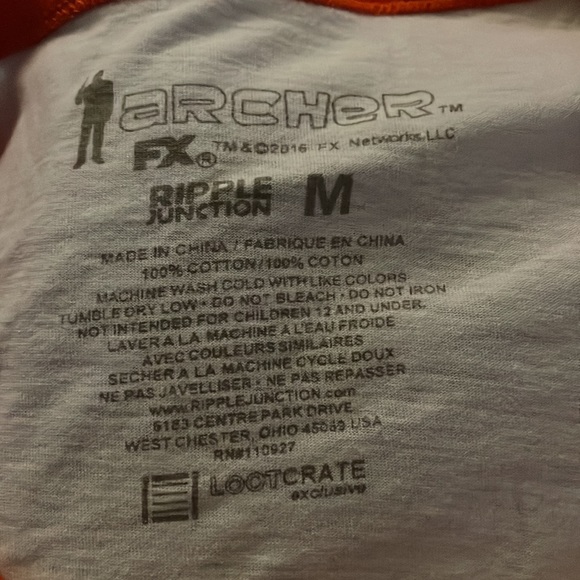 aRCHeR™
FX® ™&©2016 FX Networks, LLC
RIPPLE
JUNCTION M
MADE IN CHINA / FABRIQUE EN CHINA
100% COTTON/100% COTON
MACHINE WASH COLD WITH LIKE COLORS
TUMBLE DRY LOW • DO NOT BLEACH • DO NOT IRON
NOT INTENDED FOR CHILDREN 12 AND UNDER.
LAVER A LA MACHINE A L'EAU FROIDE
AVEC COULEURS SIMILAIRES
SECHER A LA MACHINE CYCLE DOUX
NE PAS JAVELLISER • NE PAS REPASSER
www.RIPPLEJUNCTION.com
6183 CENTRE PARK DRIVE
WEST CHESTER, OHIO 45069 USA
RN#110927
LOOTCRATE
exclusive